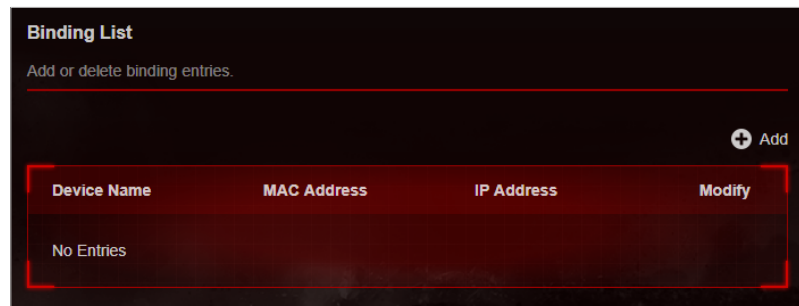 Binding List
Add or delete binding entries.
Add
Device Name MAC Address IP Address Modify
No Entries